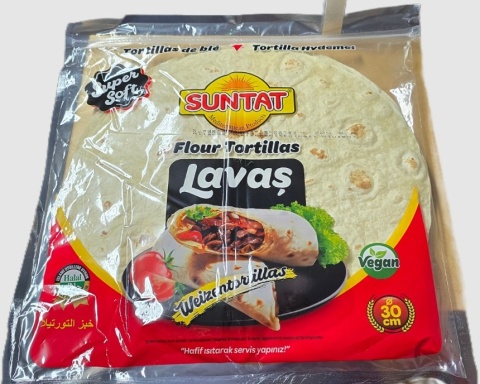 Tortillas de blé ▼ Tortilla Hvdemel
Super
Soft
SUNTAT
Flour Tortillas
Lavaş
Weizentortillas
Vegan
Halal
خبز التورتيلا
Ø
30
cm
"Hafif ısıtarak servis yapınız!"